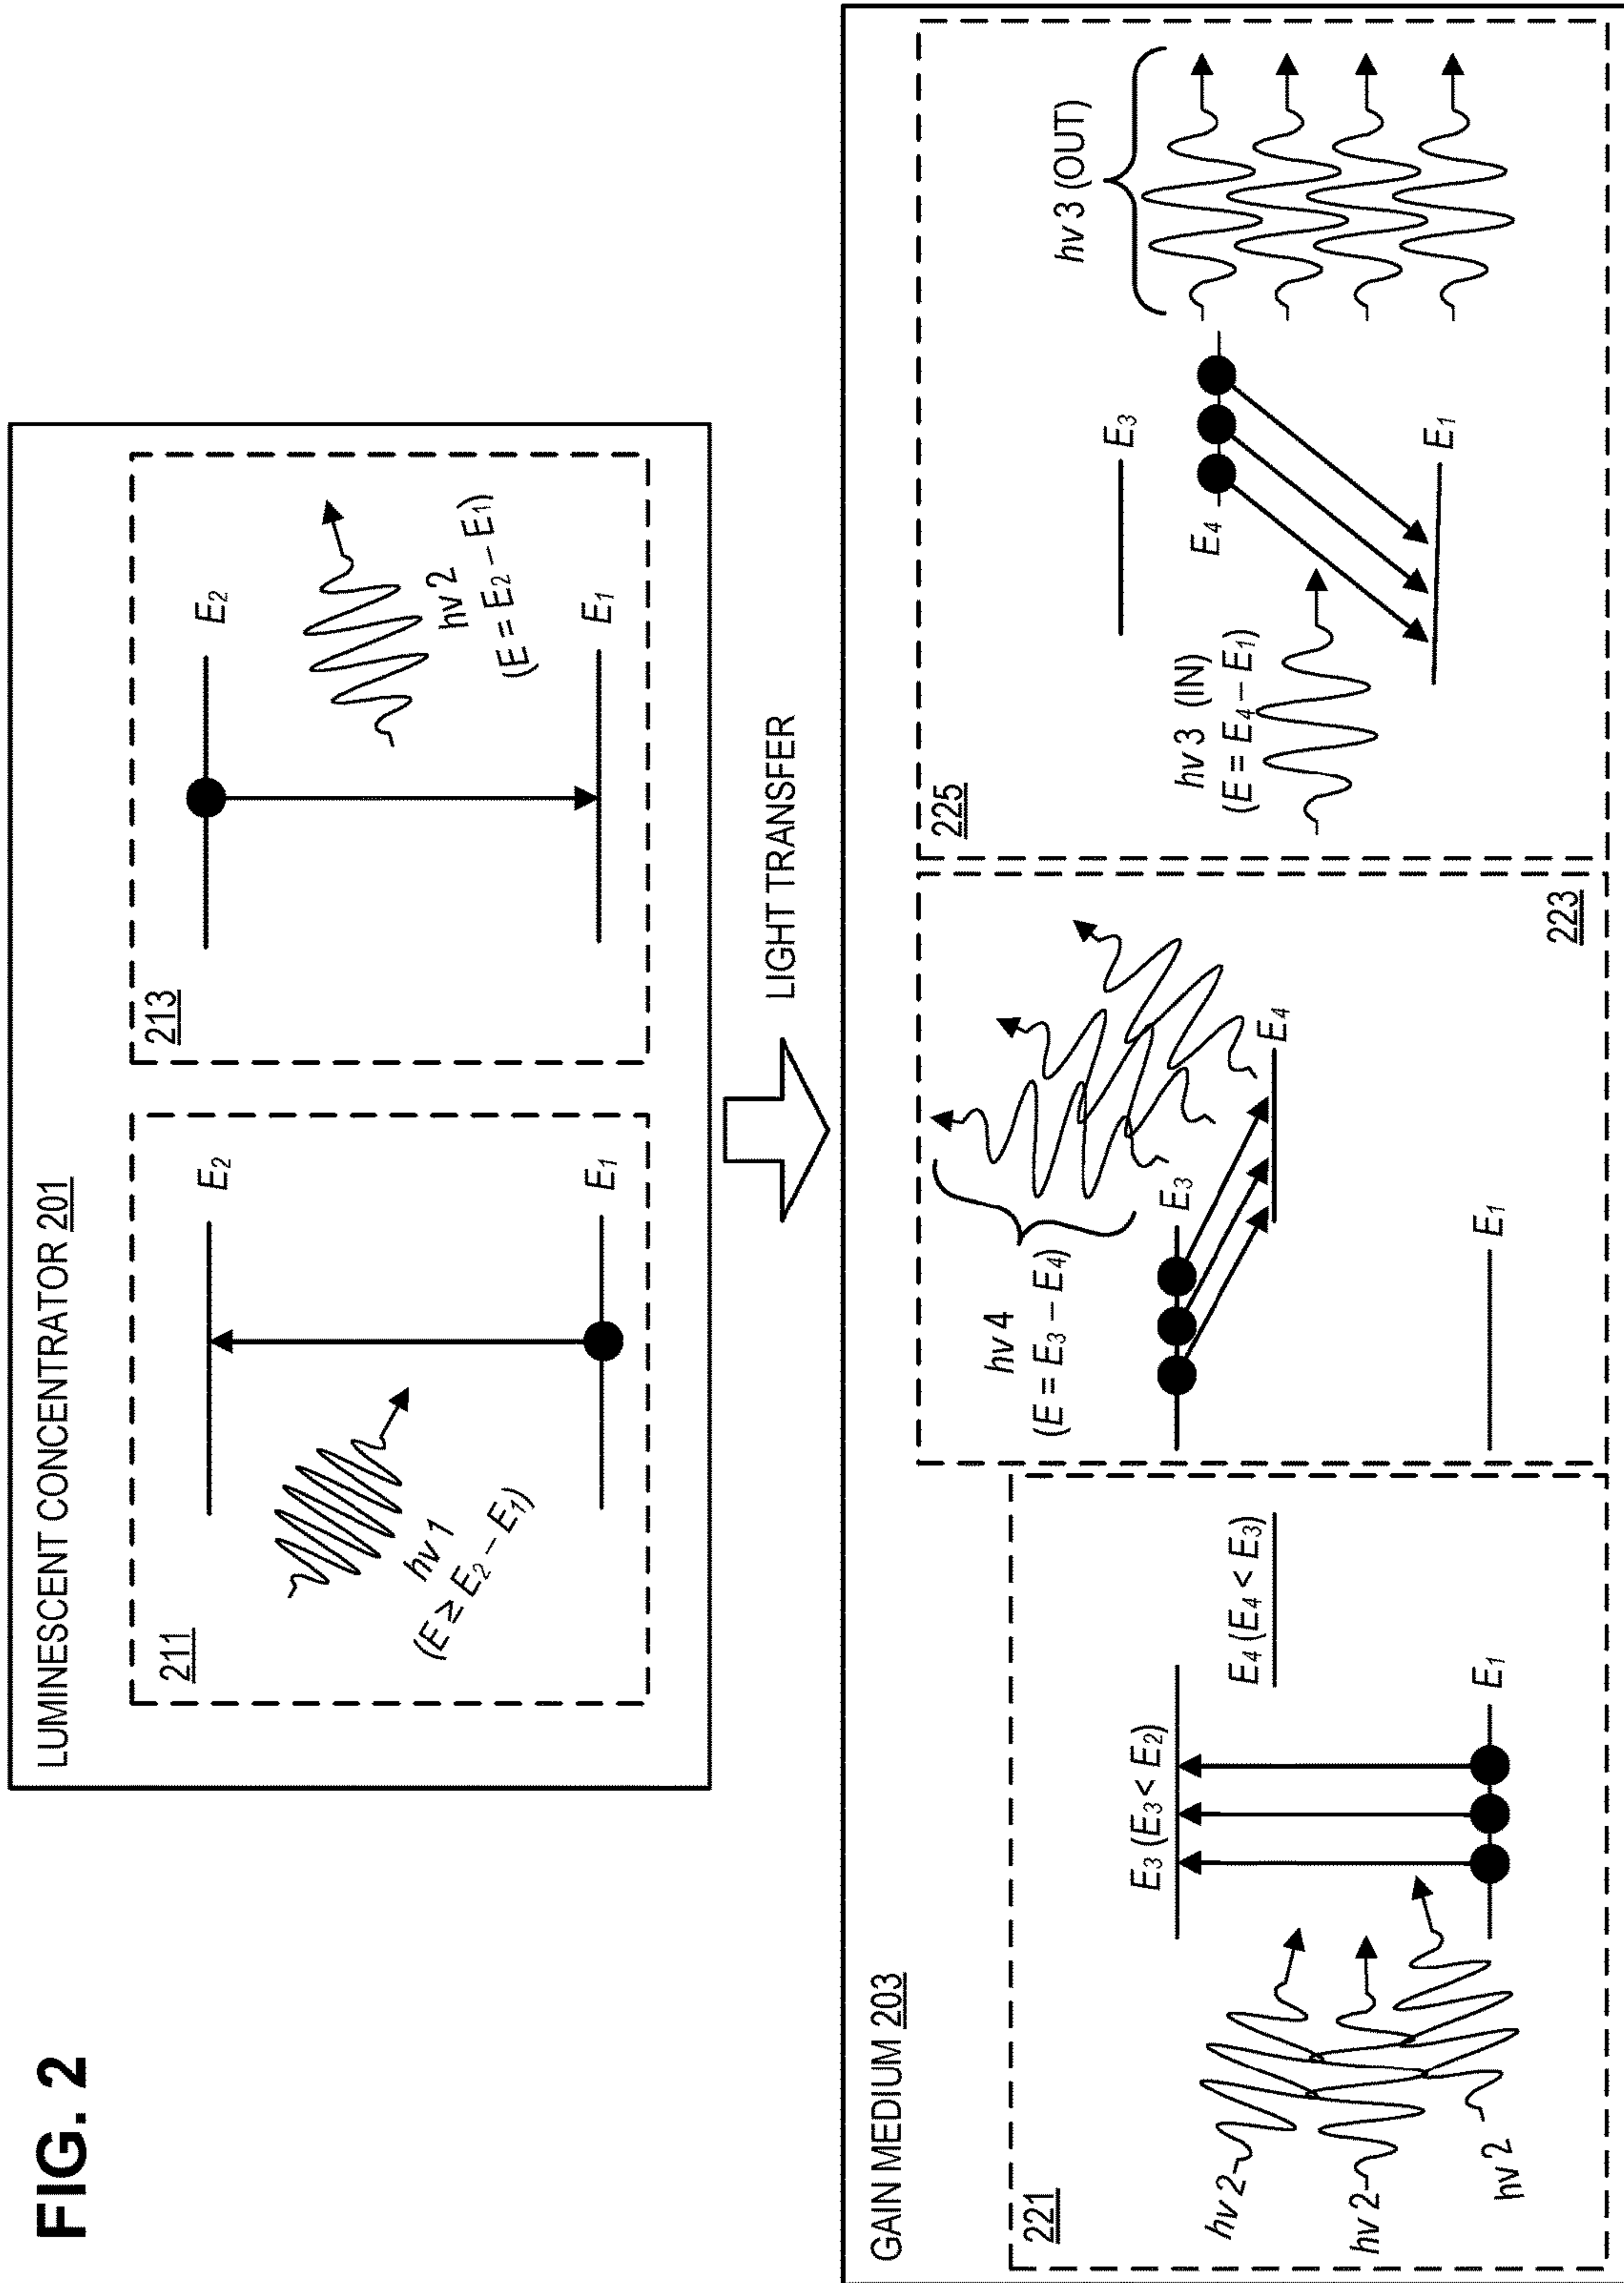 FIG. 2
LUMINESCENT CONCENTRATOR 201
211
E2
hv 1
(E ≥ E2 – E1)
E1
213
E2
hv 2
(E = E2 – E1)
E1
LIGHT TRANSFER
GAIN MEDIUM 203
221
E3 (E3 < E2)
E4 (E4 < E3)
hv 2
hv 2
hv 2
E1
hv 4
(E = E3 – E4)
E3
E4
E1
223
225
hv 3 (OUT)
E3
E4
hv 3 (IN)
(E = E4 – E1)
E1